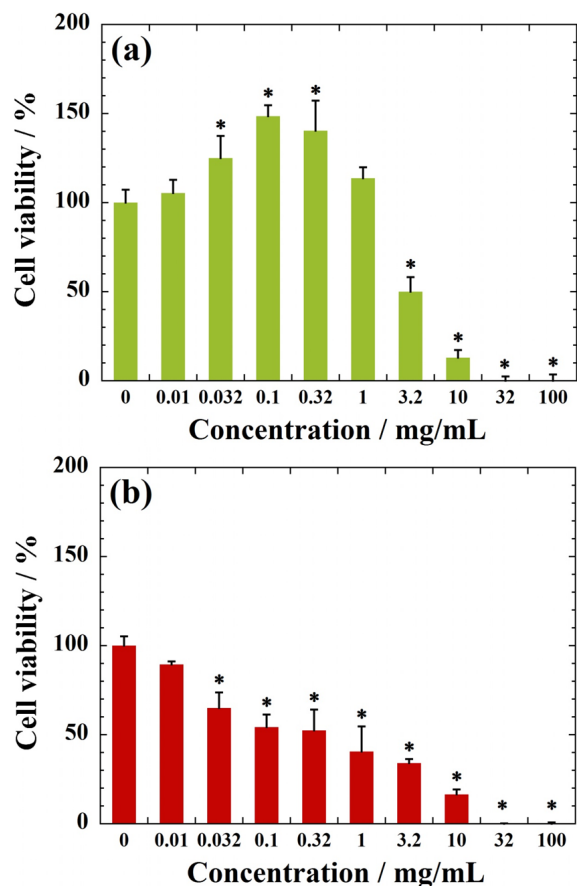 (a)
Cell viability / %
200
150
100
50
0
* * * * * * *
0 0.01 0.032 0.1 0.32 1 3.2 10 32 100
Concentration / mg/mL
(b)
Cell viability / %
200
150
100
50
0
* * * * * * * *
0 0.01 0.032 0.1 0.32 1 3.2 10 32 100
Concentration / mg/mL